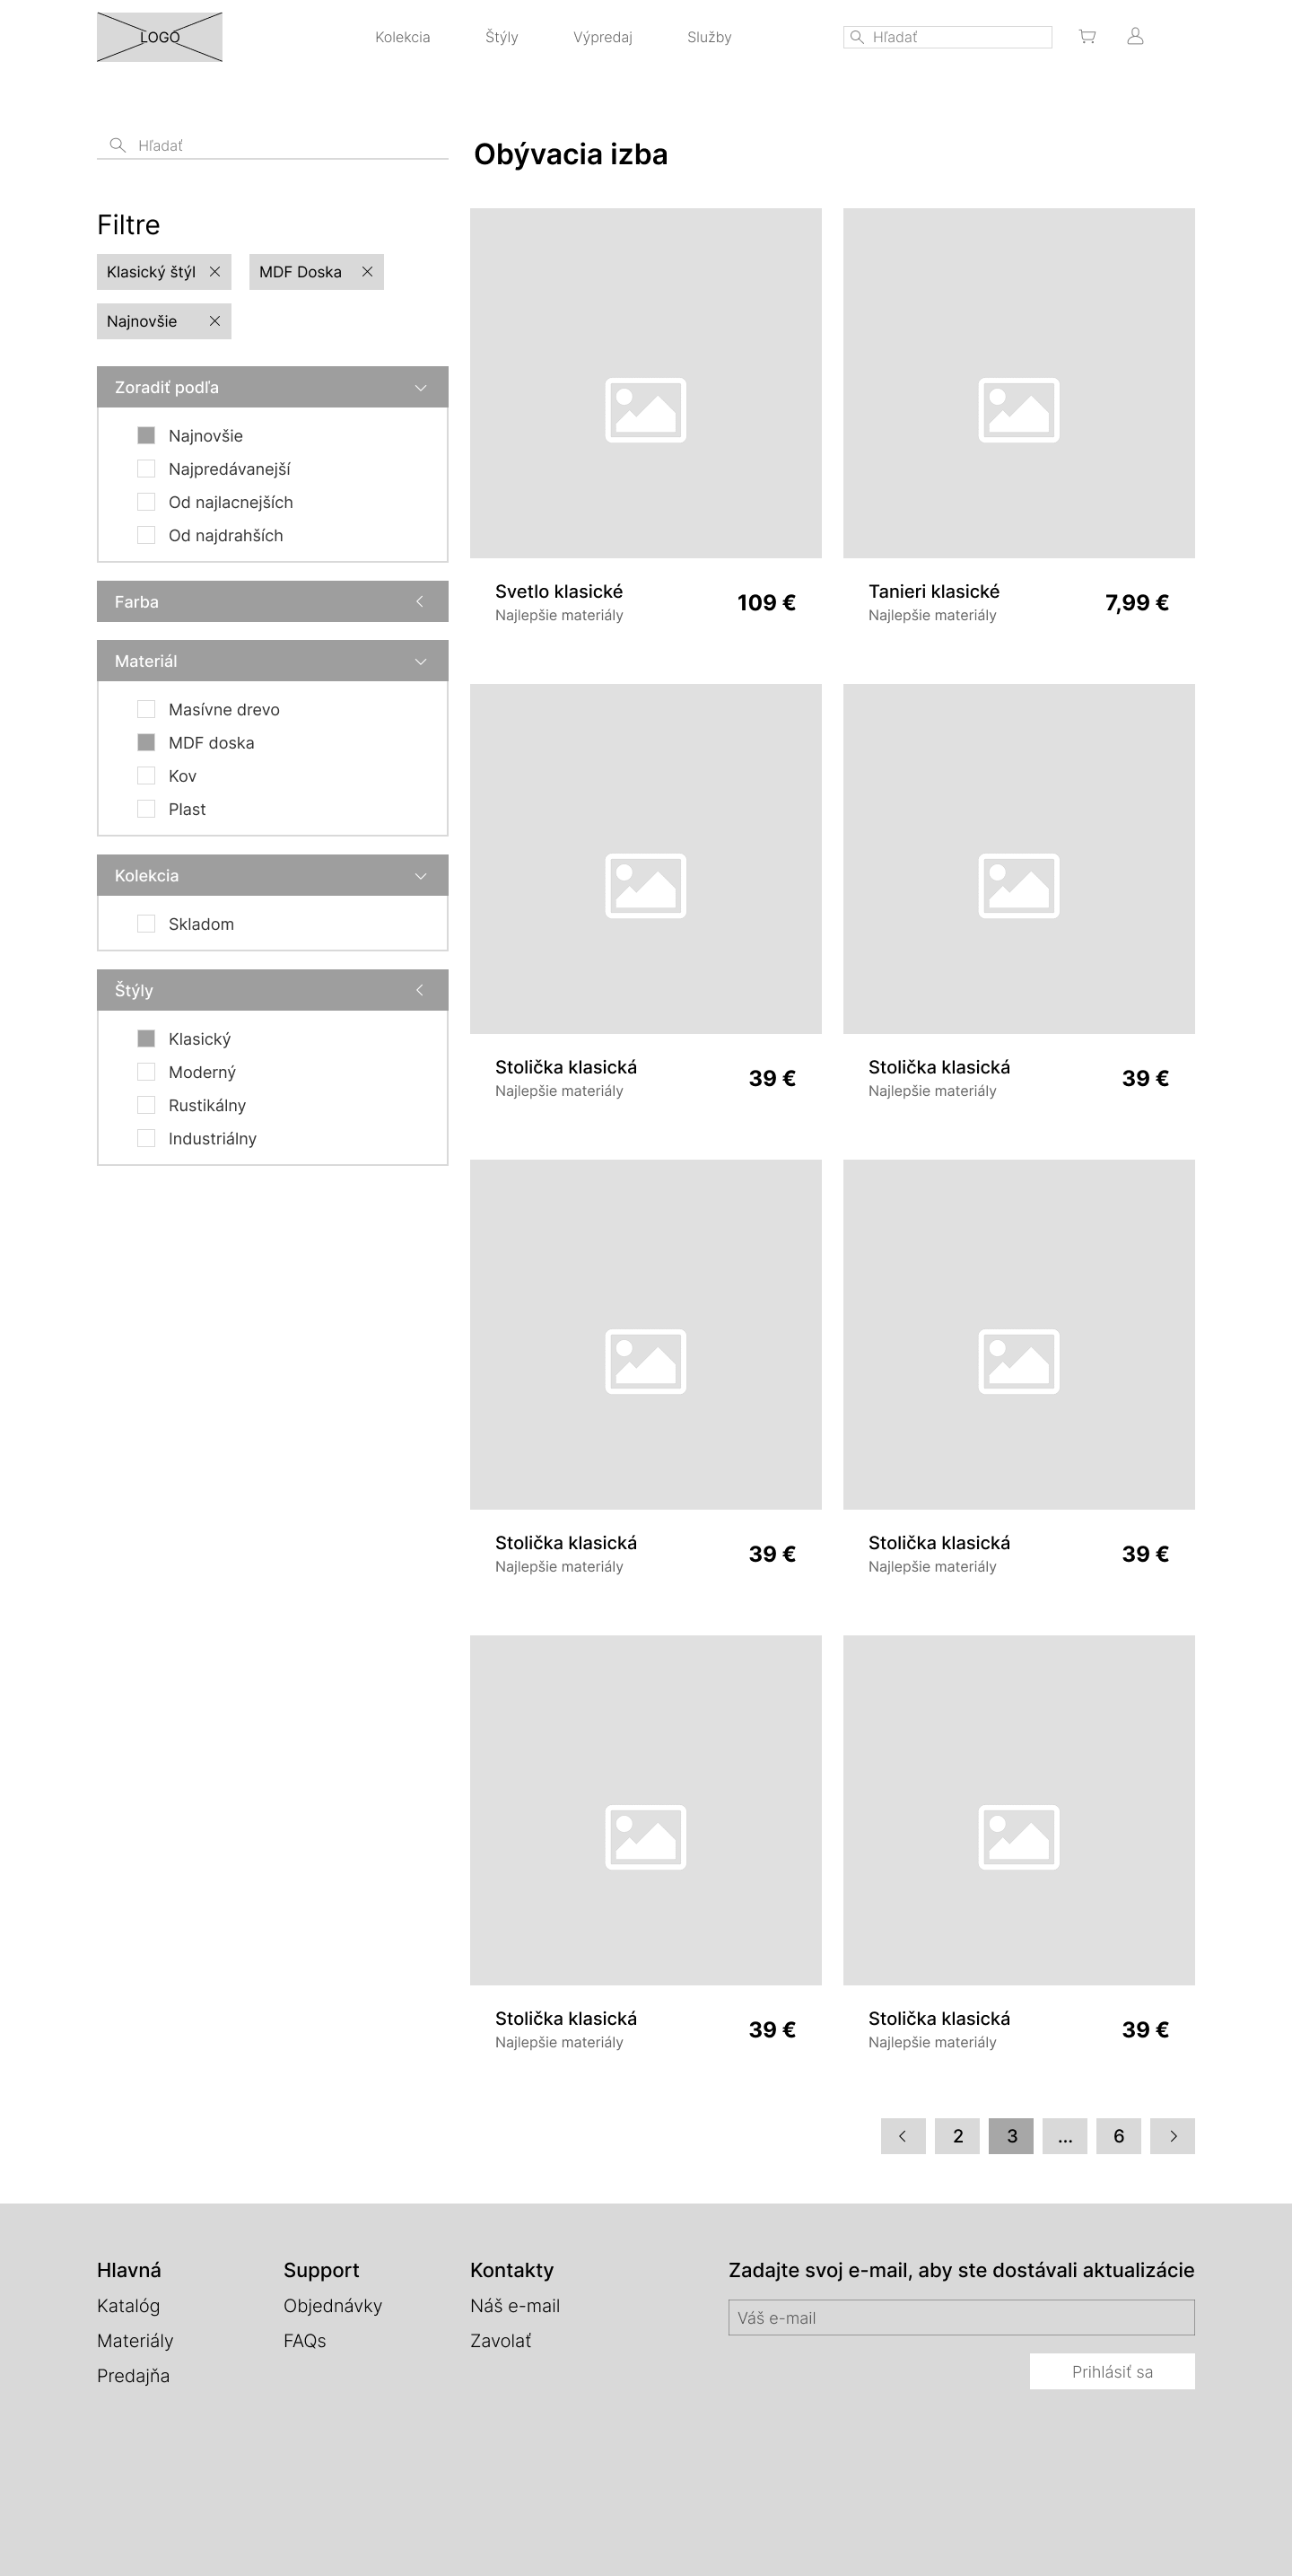 LOGO
Kolekcia
Štýly
Výpredaj
Služby
Hľadať
Hľadať
Obývacia izba
Filtre
Klasický štýl
MDF Doska
Najnovšie
Zoradiť podľa
Najnovšie
Najpredávanejší
Od najlacnejších
Od najdrahších
Farba
Materiál
Masívne drevo
MDF doska
Kov
Plast
Kolekcia
Skladom
Štýly
Klasický
Moderný
Rustikálny
Industriálny
Svetlo klasické
Najlepšie materiály
109 €
Tanieri klasické
Najlepšie materiály
7,99 €
Stolička klasická
Najlepšie materiály
39 €
Stolička klasická
Najlepšie materiály
39 €
Stolička klasická
Najlepšie materiály
39 €
Stolička klasická
Najlepšie materiály
39 €
Stolička klasická
Najlepšie materiály
39 €
Stolička klasická
Najlepšie materiály
39 €
2
3
...
6
Hlavná
Katalóg
Materiály
Predajňa
Support
Objednávky
FAQs
Kontakty
Náš e-mail
Zavolať
Zadajte svoj e-mail, aby ste dostávali aktualizácie
Váš e-mail
Prihlásiť sa